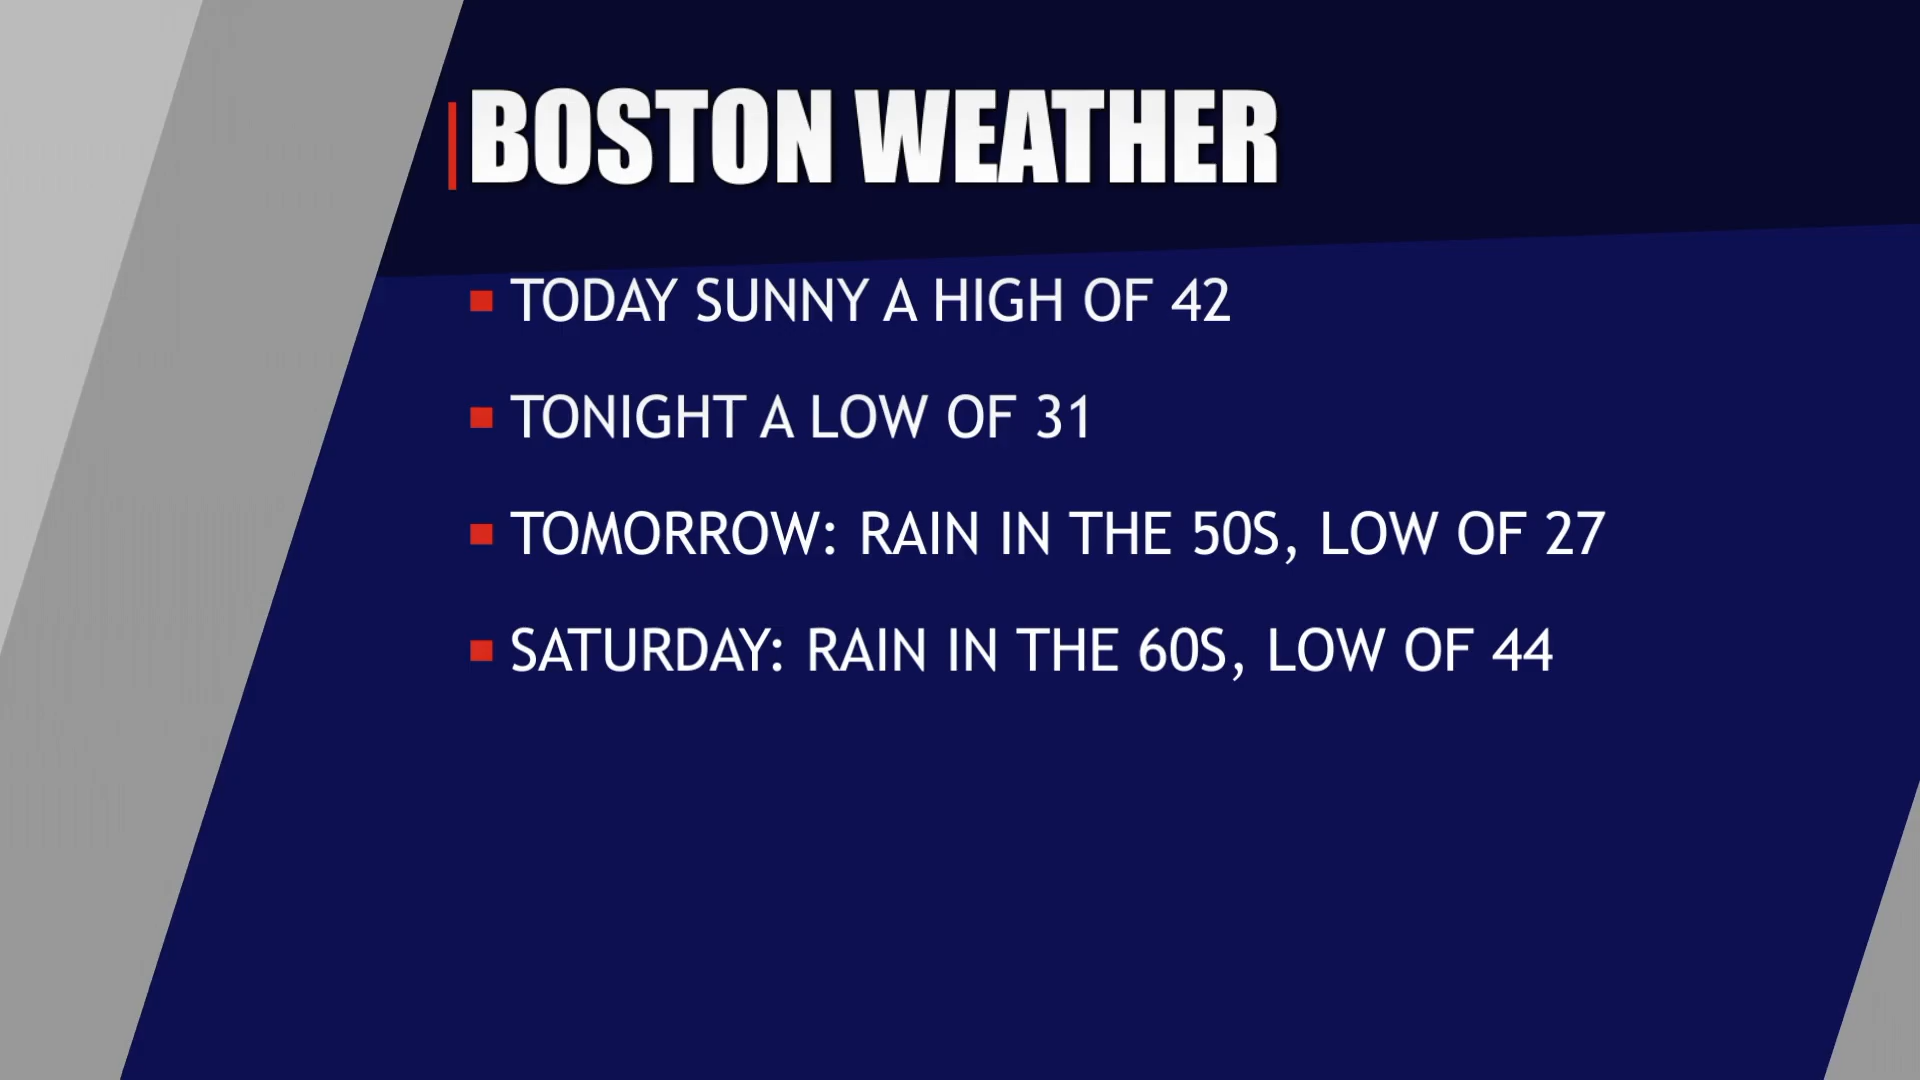 BOSTON WEATHER
TODAY SUNNY A HIGH OF 42
TONIGHT A LOW OF 31
TOMORROW: RAIN IN THE 50S, LOW OF 27
SATURDAY: RAIN IN THE 60S, LOW OF 44